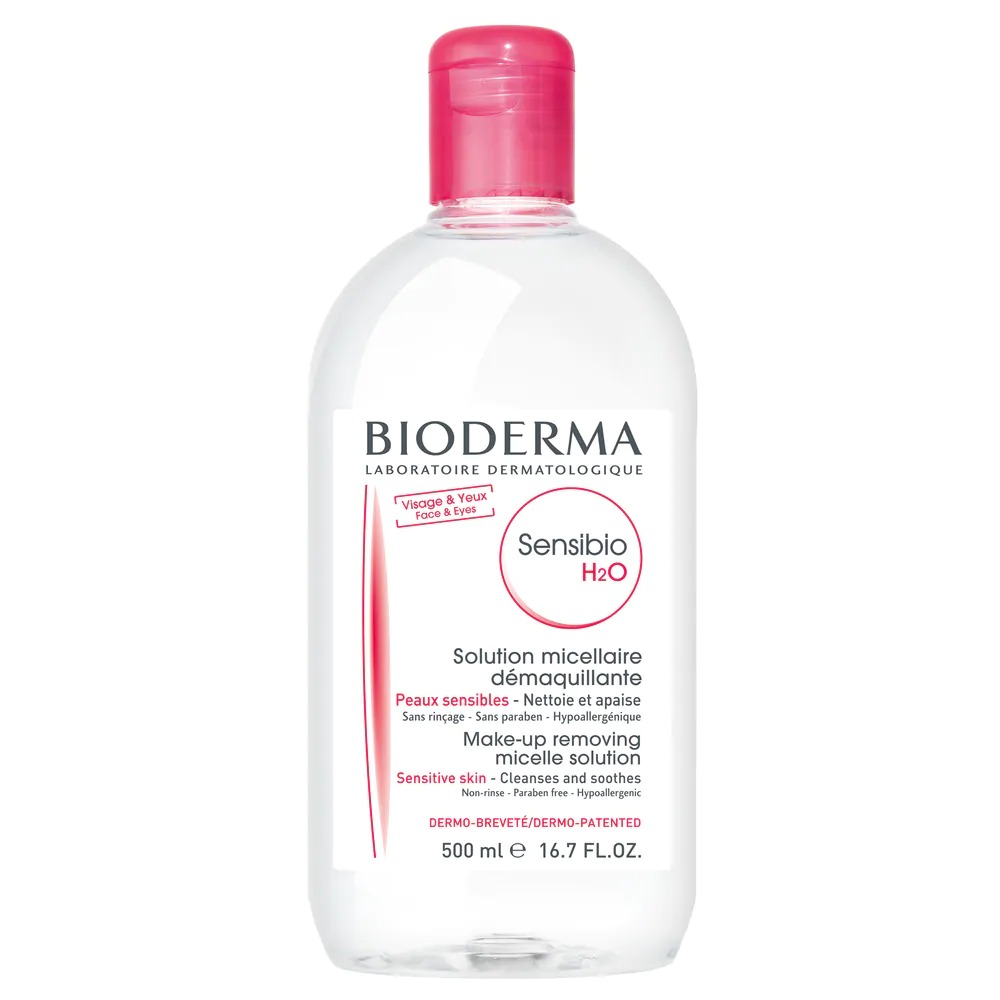 BIODERMA
LABORATOIRE DERMATOLOGIQUE
Visage & Yeux
Face & Eyes
Sensibio
H2O
Solution micellaire
démaquillante
Peaux sensibles - Nettoie et apaise
Sans rinçage - Sans paraben - Hypoallergénique
Make-up removing
micelle solution
Sensitive skin - Cleanses and soothes
Non-rinse - Paraben free - Hypoallergenic
DERMO-BREVETÉ/DERMO-PATENTED
500 ml ℮ 16.7 FL.OZ.